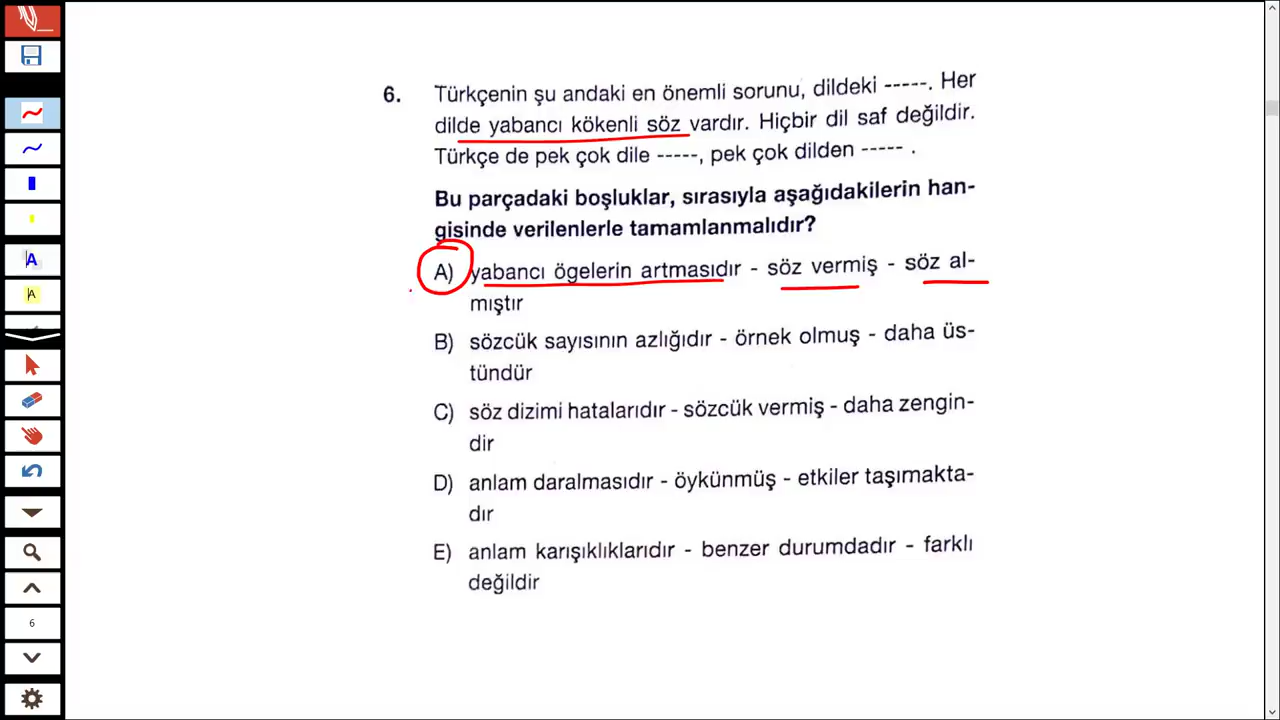 6. Türkçenin şu andaki en önemli sorunu, dildeki -----. Her
dilde yabancı kökenli söz vardır. Hiçbir dil saf değildir.
Türkçe de pek çok dile -----, pek çok dilden ----- .
Bu parçadaki boşluklar, sırasıyla aşağıdakilerin han-
gisinde verilenlerle tamamlanmalıdır?
A) yabancı ögelerin artmasıdır - söz vermiş - söz al-
mıştır
B) sözcük sayısının azlığıdır - örnek olmuş - daha üs-
tündür
C) söz dizimi hatalarıdır - sözcük vermiş - daha zengin-
dir
D) anlam daralmasıdır - öykünmüş - etkiler taşımakta-
dır
E) anlam karışıklıklarıdır - benzer durumdadır - farklı
değildir
A
A
6